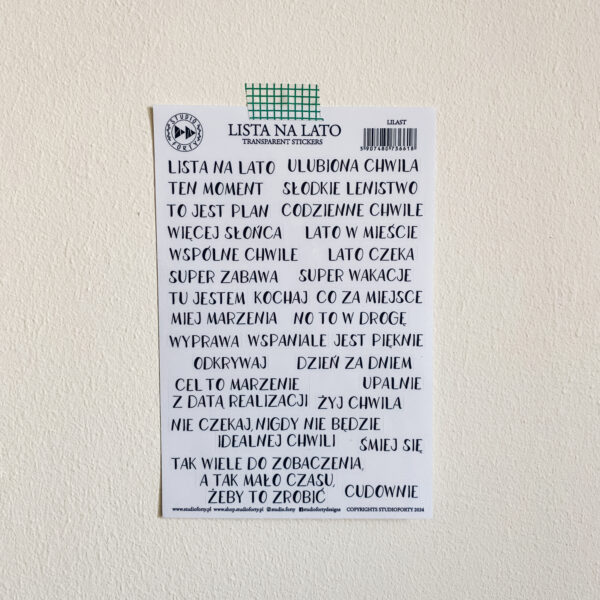 STUDIO FORTY
LISTA NA LATO
TRANSPARENT STICKERS
LILAST
5 907480 738618
LISTA NA LATO ULUBIONA CHWILA
TEN MOMENT SŁODKIE LENISTWO
TO JEST PLAN CODZIENNE CHWILE
WIĘCEJ SŁOŃCA LATO W MIEŚCIE
WSPÓLNE CHWILE LATO CZEKA
SUPER ZABAWA SUPER WAKACJE
TU JESTEM KOCHAJ CO ZA MIEJSCE
MIEJ MARZENIA NO TO W DROGĘ
WYPRAWA WSPANIALE JEST PIĘKNIE
ODKRYWAJ DZIEŃ ZA DNIEM
CEL TO MARZENIE UPALNIE
Z DATĄ REALIZACJI ŻYJ CHWILĄ
NIE CZEKAJ, NIGDY NIE BĘDZIE
IDEALNEJ CHWILI ŚMIEJ SIĘ
TAK WIELE DO ZOBACZENIA,
A TAK MAŁO CZASU,
ŻEBY TO ZROBIĆ CUDOWNIE
www.studioforty.pl www.shop.studioforty.pl @studio.forty studiofortydesigns COPYRIGHTS STUDIOFORTY 2024